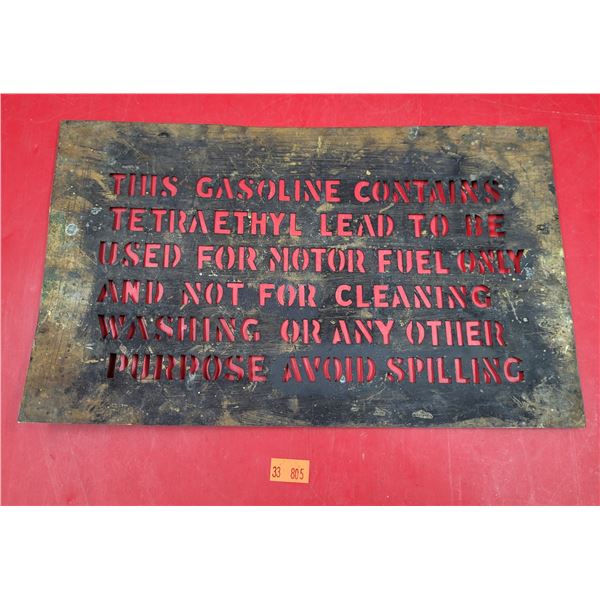 THIS GASOLINE CONTAINS
TETRAETHYL LEAD TO BE
USED FOR MOTOR FUEL ONLY
AND NOT FOR CLEANING
WASHING OR ANY OTHER
PURPOSE AVOID SPILLING
33 805